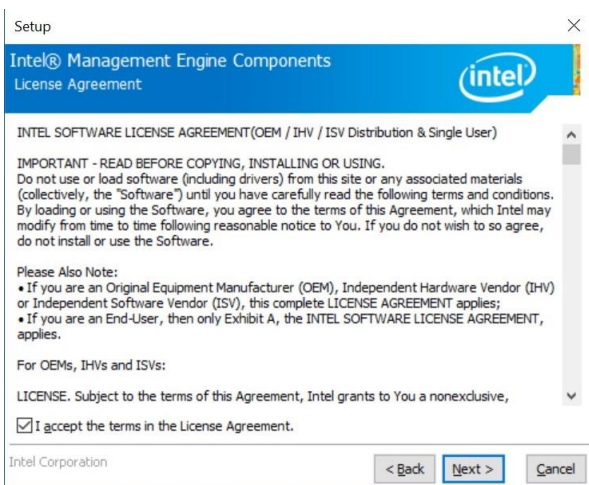 Setup
Intel® Management Engine Components
License Agreement
intel
INTEL SOFTWARE LICENSE AGREEMENT(OEM / IHV / ISV Distribution & Single User)
IMPORTANT - READ BEFORE COPYING, INSTALLING OR USING.
Do not use or load software (including drivers) from this site or any associated materials
(collectively, the "Software") until you have carefully read the following terms and conditions.
By loading or using the Software, you agree to the terms of this Agreement, which Intel may
modify from time to time following reasonable notice to You. If you do not wish to so agree,
do not install or use the Software.
Please Also Note:
• If you are an Original Equipment Manufacturer (OEM), Independent Hardware Vendor (IHV)
or Independent Software Vendor (ISV), this complete LICENSE AGREEMENT applies;
• If you are an End-User, then only Exhibit A, the INTEL SOFTWARE LICENSE AGREEMENT,
applies.
For OEMs, IHVs and ISVs:
LICENSE. Subject to the terms of this Agreement, Intel grants to You a nonexclusive,
I accept the terms in the License Agreement.
Intel Corporation
< Back
Next >
Cancel